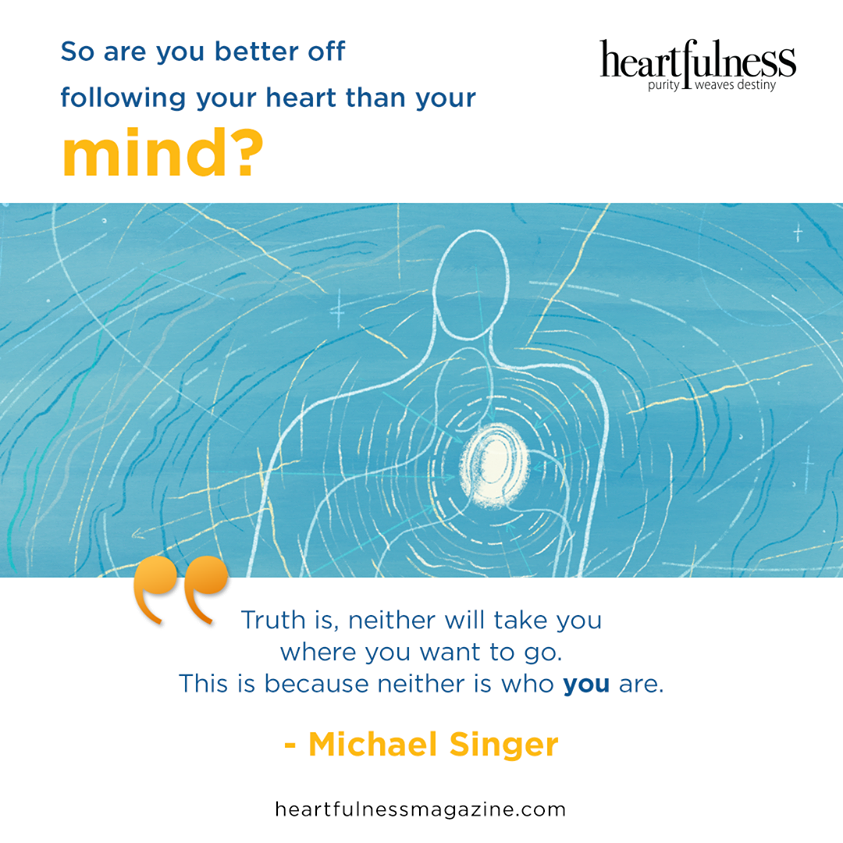 So are you better off
following your heart than your
mind?
heartfulness
purity weaves destiny
Truth is, neither will take you
where you want to go.
This is because neither is who you are.
- Michael Singer
heartfulnessmagazine.com